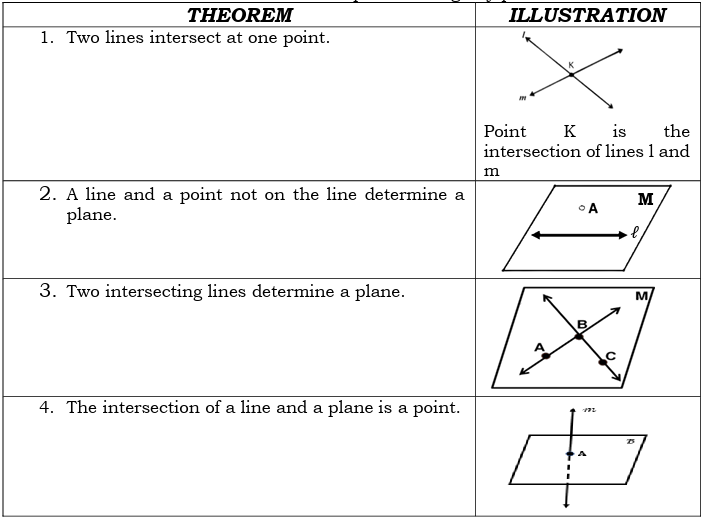 THEOREM ILLUSTRATION
1. Two lines intersect at one point.
l
K
m
Point K is the
intersection of lines l and
m
2. A line and a point not on the line determine a
plane.
A M
ℓ
3. Two intersecting lines determine a plane.
M
B
A
C
4. The intersection of a line and a plane is a point.
m
A